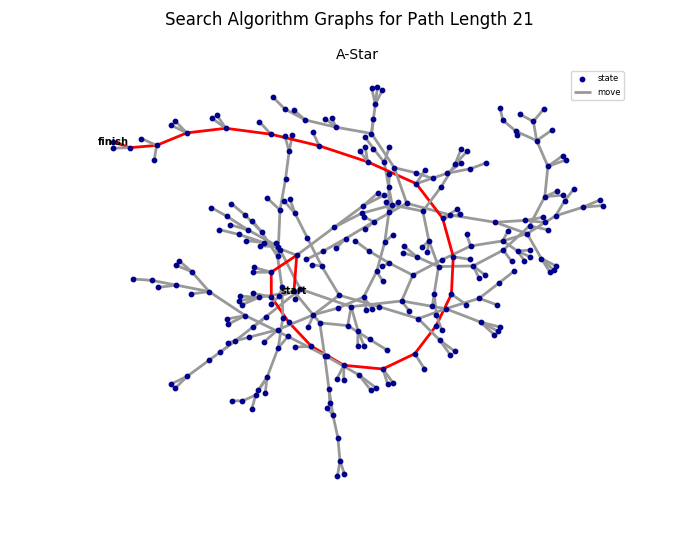 Search Algorithm Graphs for Path Length 21
A-Star
state
move
finish
start